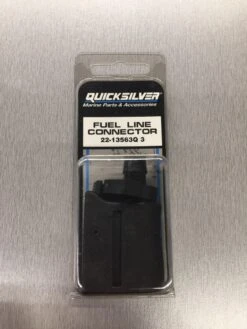 QUICKSILVER
Marine Parts & Accessories
FUEL LINE
CONNECTOR
22-13563Q 3